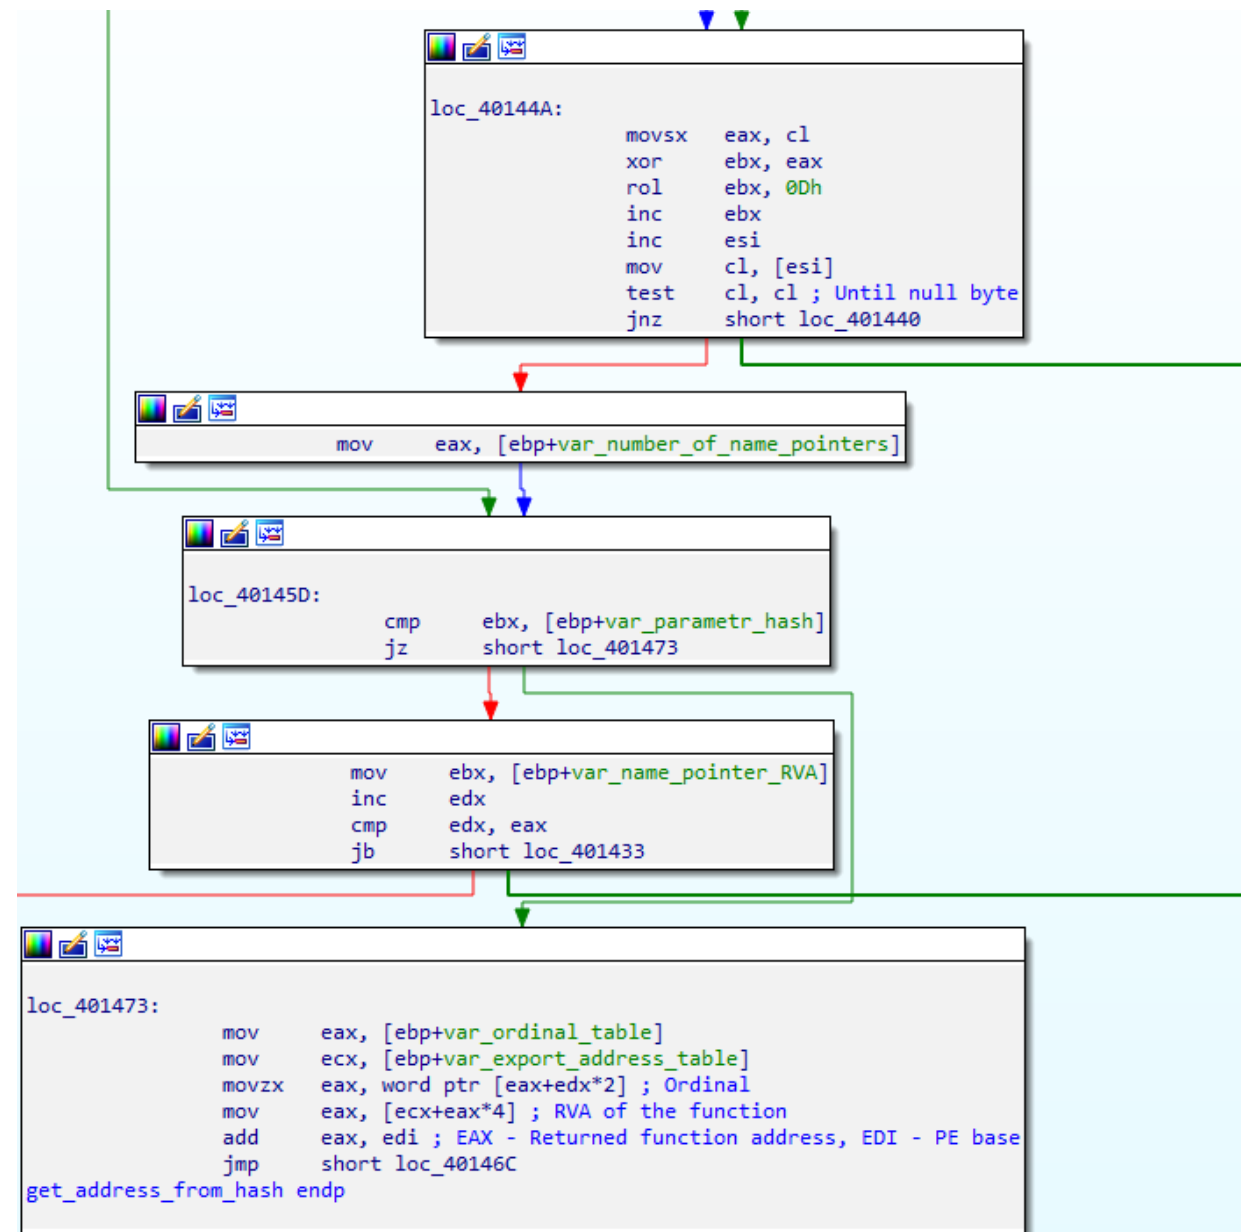 loc_40144A:
movsx eax, cl
xor ebx, eax
rol ebx, 0Dh
inc ebx
inc esi
mov cl, [esi]
test cl, cl ; Until null byte
jnz short loc_401440
mov eax, [ebp+var_number_of_name_pointers]
loc_40145D:
cmp ebx, [ebp+var_parametr_hash]
jz short loc_401473
mov ebx, [ebp+var_name_pointer_RVA]
inc edx
cmp edx, eax
jb short loc_401433
loc_401473:
mov eax, [ebp+var_ordinal_table]
mov ecx, [ebp+var_export_address_table]
movzx eax, word ptr [eax+edx*2] ; Ordinal
mov eax, [ecx+eax*4] ; RVA of the function
add eax, edi ; EAX - Returned function address, EDI - PE base
jmp short loc_40146C
get_address_from_hash endp